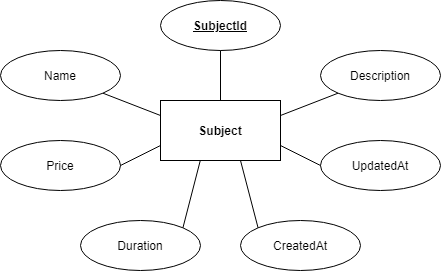 SubjectId
Name
Description
Subject
Price
UpdatedAt
Duration
CreatedAt